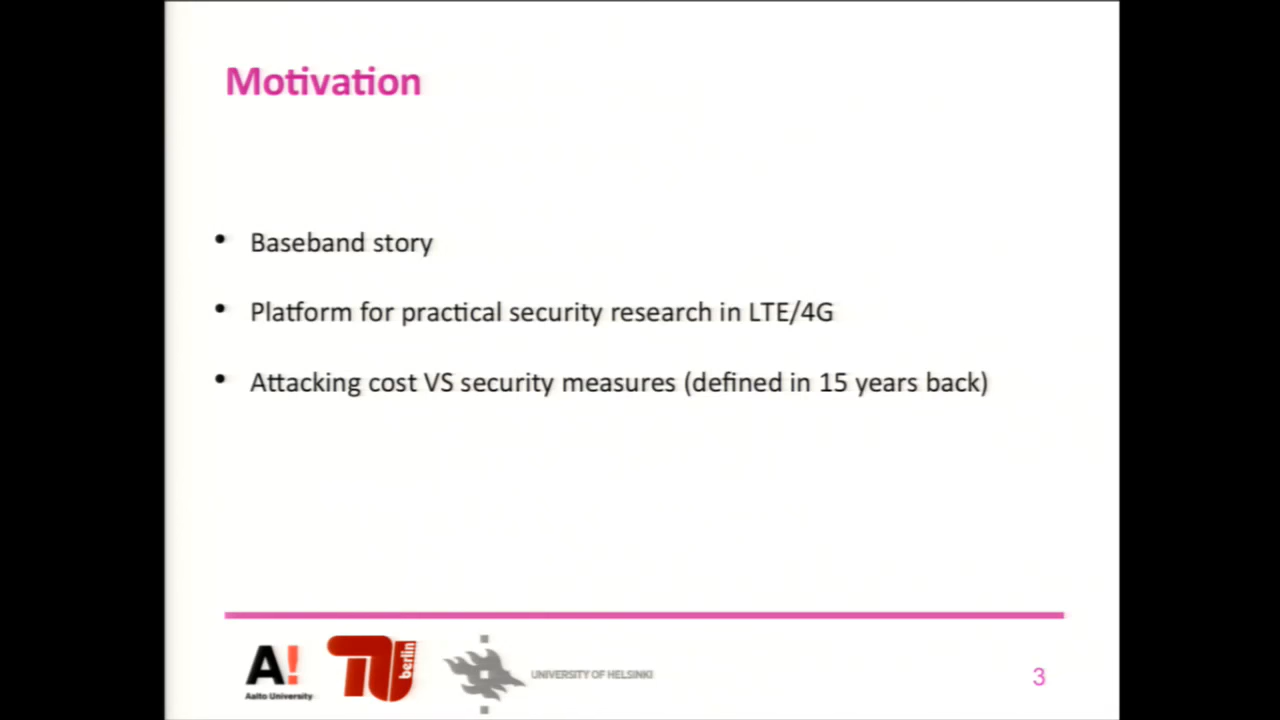 Motivation
• Baseband story
• Platform for practical security research in LTE/4G
• Attacking cost VS security measures (defined in 15 years back)
A!
Aalto University
TU
berlin
UNIVERSITY OF HELSINKI
3